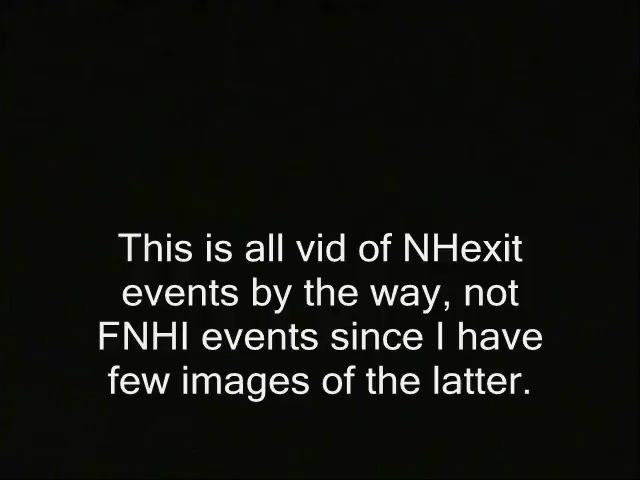 This is all vid of NHexit
events by the way, not
FNHI events since I have
few images of the latter.